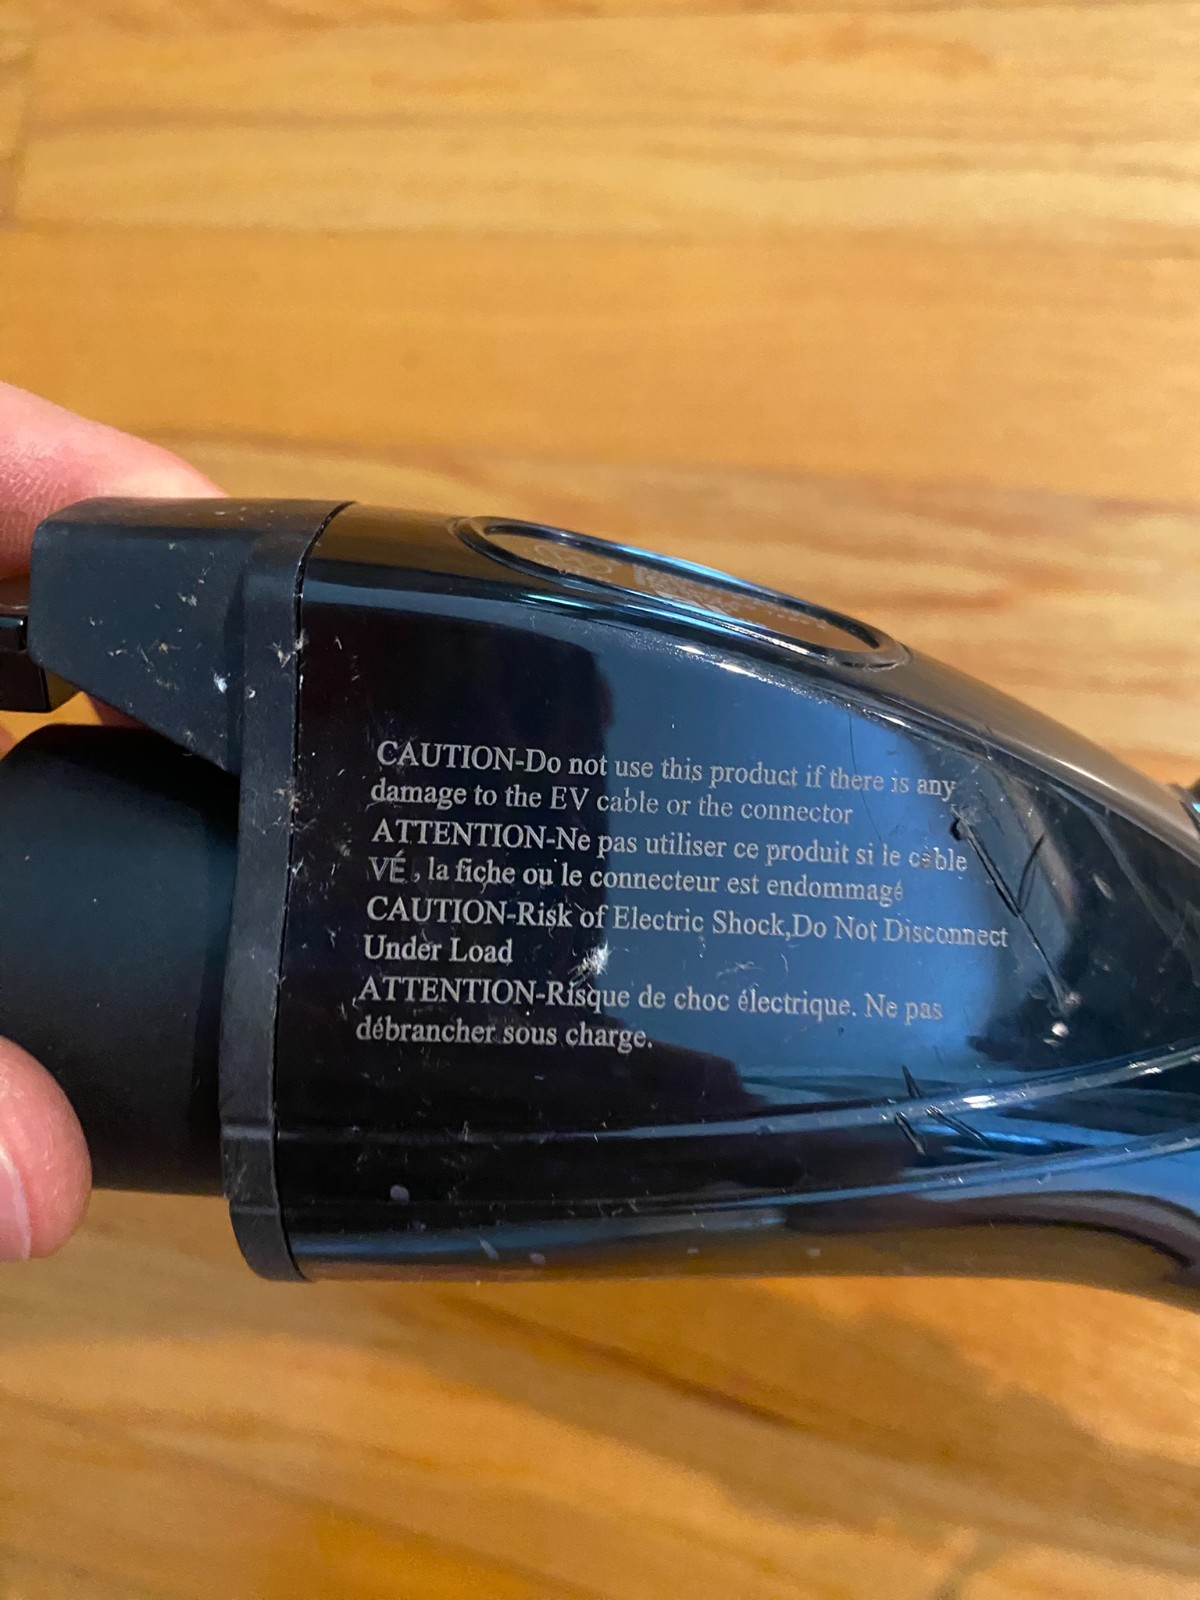 CAUTION-Do not use this product if there is any
damage to the EV cable or the connector
ATTENTION-Ne pas utiliser ce produit si le câble
VÉ, la fiche ou le connecteur est endommagé
CAUTION-Risk of Electric Shock,Do Not Disconnect
Under Load
ATTENTION-Risque de choc électrique. Ne pas
débrancher sous charge.